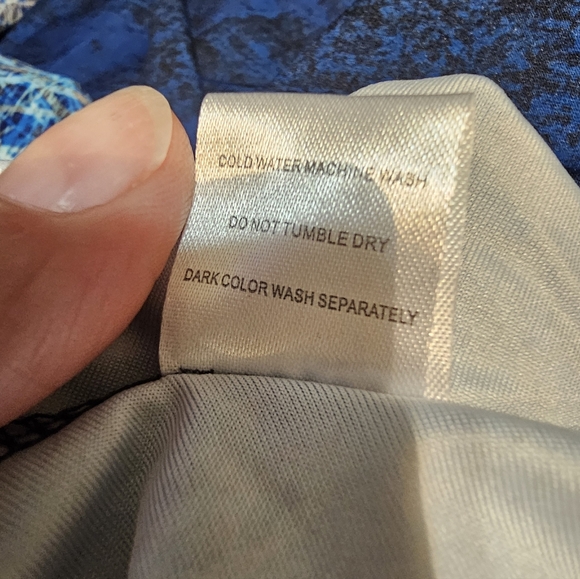 COLD WATER MACHINE WASH
DO NOT TUMBLE DRY
DARK COLOR WASH SEPARATELY